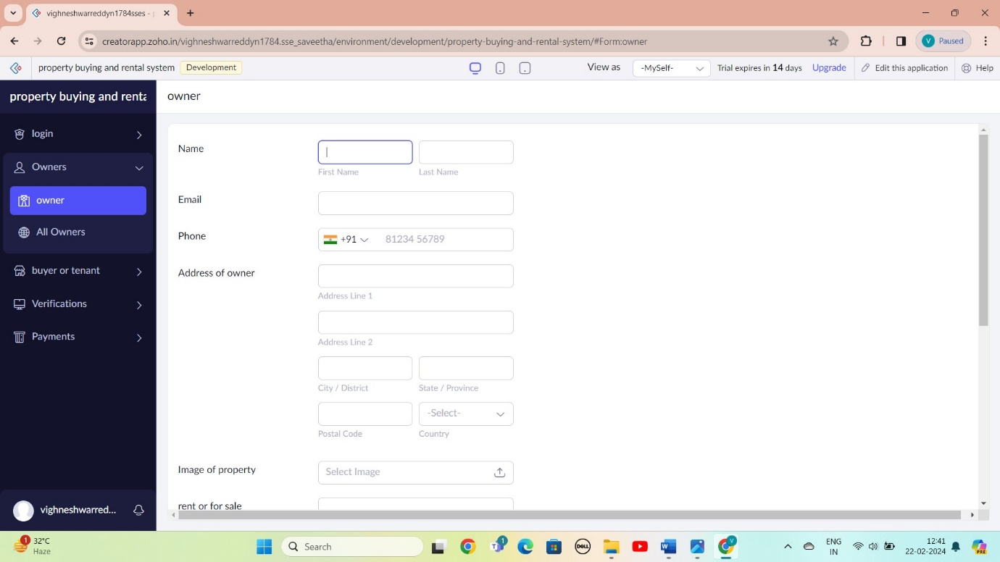 vighneshwarreddyn1784sses - p
creatorapp.zoho.in/vighneshwarreddyn1784.sse_saveetha/environment/development/property-buying-and-rental-system/#Form:owner
V Paused
property buying and rental system Development
View as -MySelf- Trial expires in 14 days Upgrade Edit this application Help
property buying and renta
owner
login
Owners
owner
All Owners
buyer or tenant
Verifications
Payments
vighneshwarred...
Name
First Name Last Name
Email
Phone +91 81234 56789
Address of owner
Address Line 1
Address Line 2
City / District State / Province
-Select-
Postal Code Country
Image of property Select Image
rent or for sale
1 32°C
Haze
Search
1
DELL
W
V
ENG
IN
12:41
22-02-2024
PRE